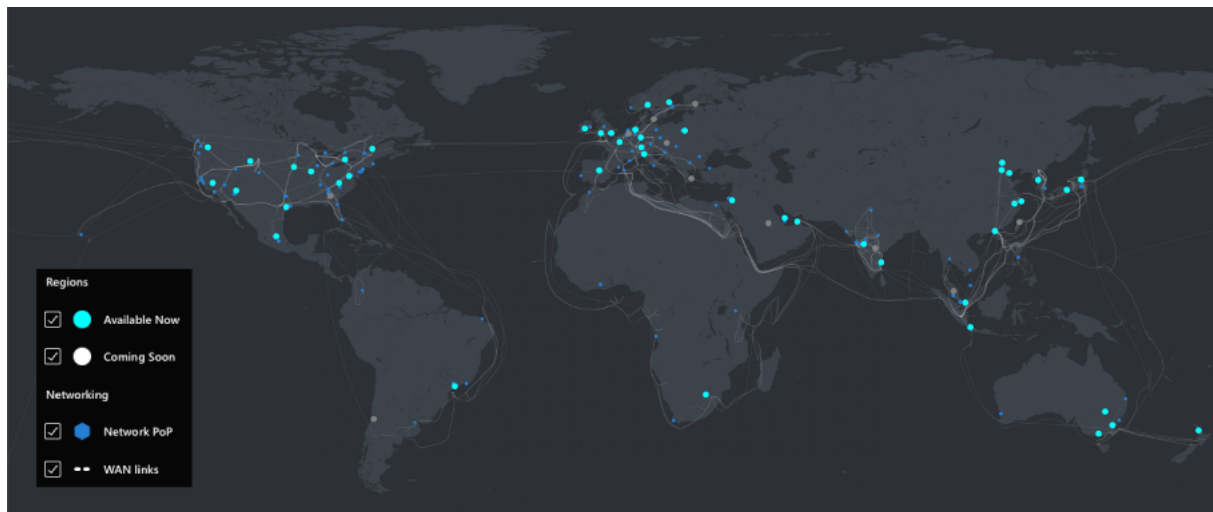 Regions
Available Now
Coming Soon
Networking
Network PoP
WAN links